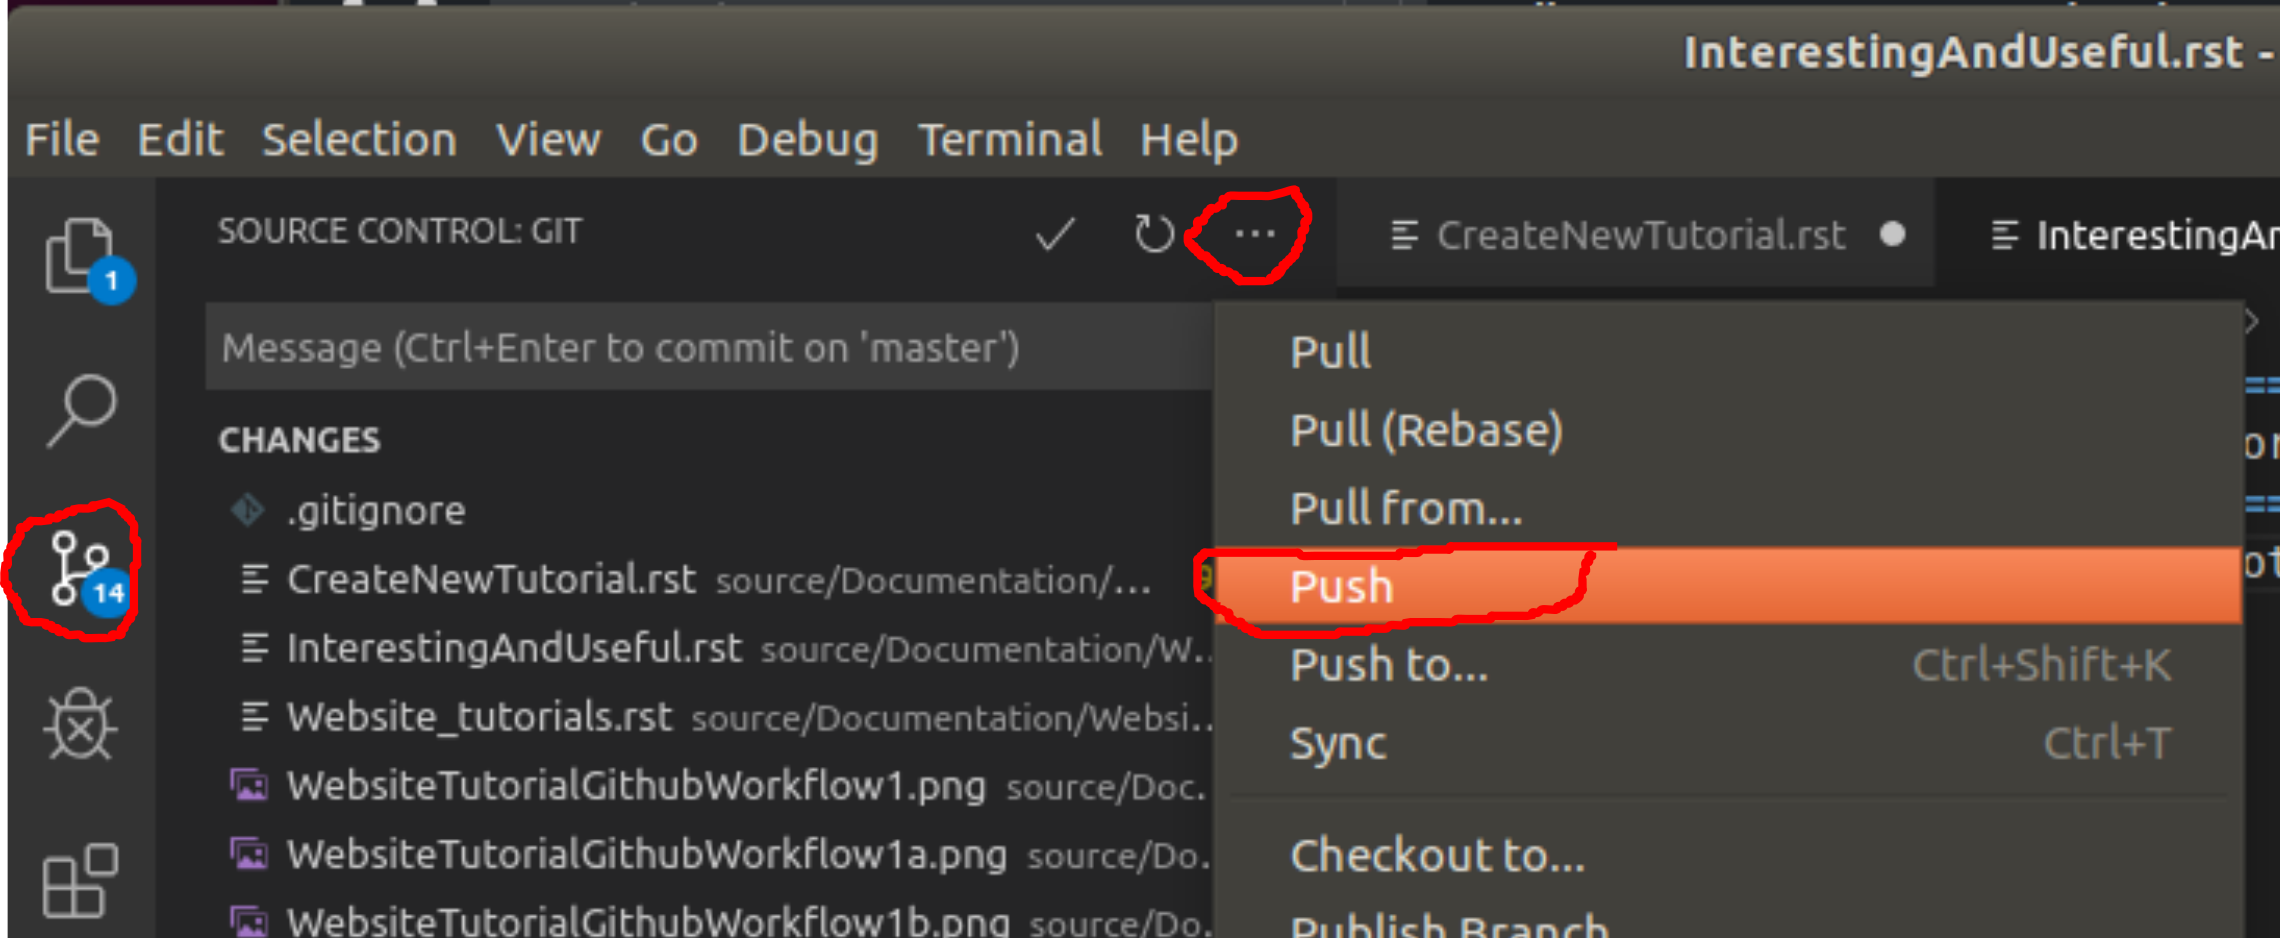 InterestingAndUseful.rst -
File Edit Selection View Go Debug Terminal Help
SOURCE CONTROL: GIT
CreateNewTutorial.rst
InterestingAn
1
Message (Ctrl+Enter to commit on 'master')
CHANGES
.gitignore
CreateNewTutorial.rst source/Documentation/...
InterestingAndUseful.rst source/Documentation/W...
Website_tutorials.rst source/Documentation/Websi...
WebsiteTutorialGithubWorkflow1.png source/Doc...
WebsiteTutorialGithubWorkflow1a.png source/Do...
WebsiteTutorialGithubWorkflow1b.png source/Do...
14
Pull
Pull (Rebase)
Pull from...
Push
Push to... Ctrl+Shift+K
Sync Ctrl+T
Checkout to...
Publish Branch